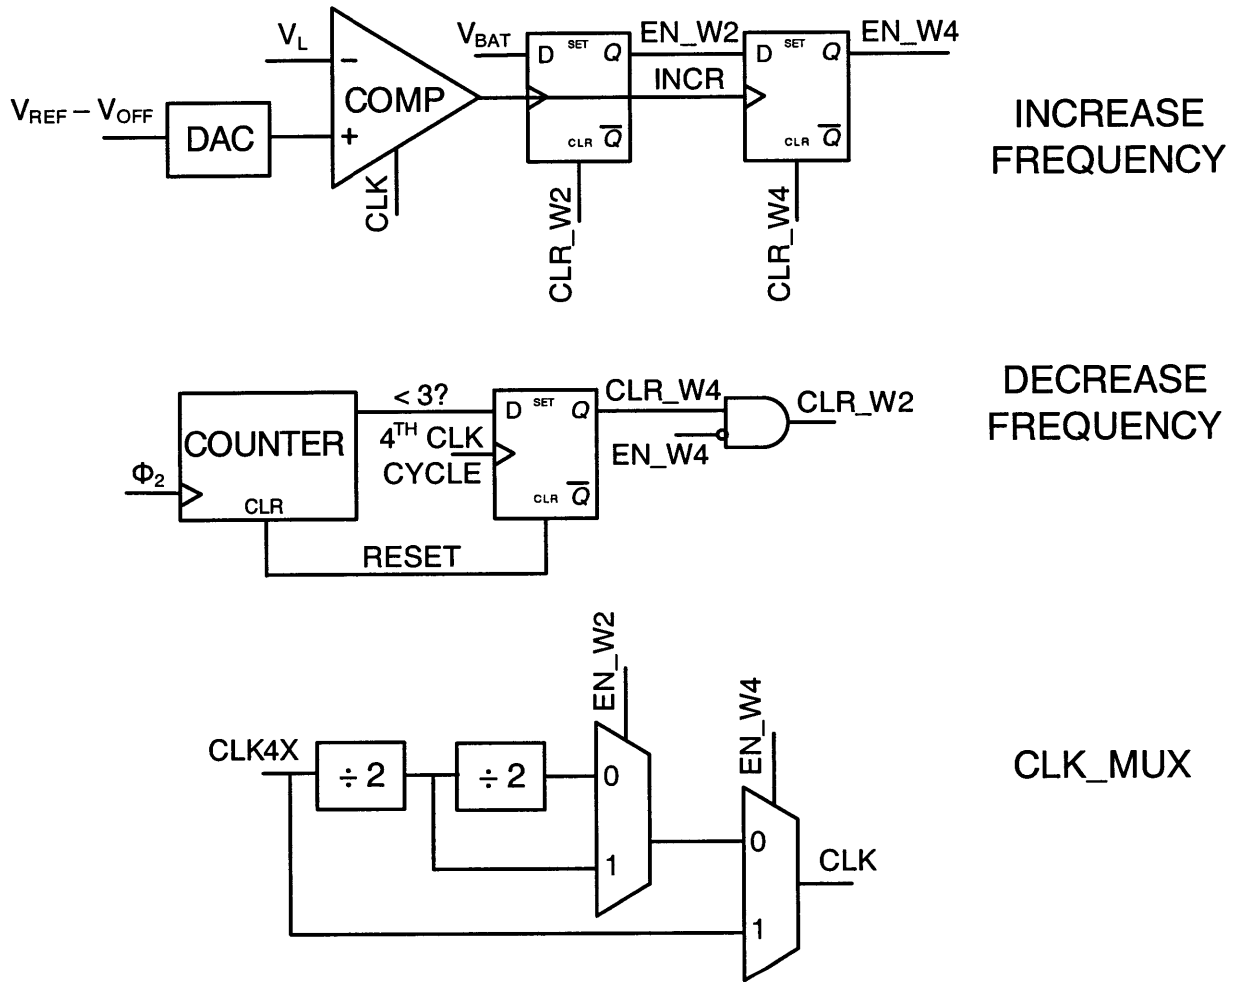 V_L
V_BAT
D SET Q
EN_W2
D SET Q
EN_W4
V_REF – V_OFF
DAC
−
COMP
+
INCR
CLR Q̅
CLR Q̅
CLK
CLR_W2
CLR_W4
INCREASE
FREQUENCY
COUNTER
Φ₂
CLR
< 3?
4TH CLK
CYCLE
D SET Q
CLR Q̅
RESET
CLR_W4
EN_W4
CLR_W2
DECREASE
FREQUENCY
CLK4X
÷ 2
÷ 2
EN_W2
0
1
EN_W4
0
1
CLK
CLK_MUX